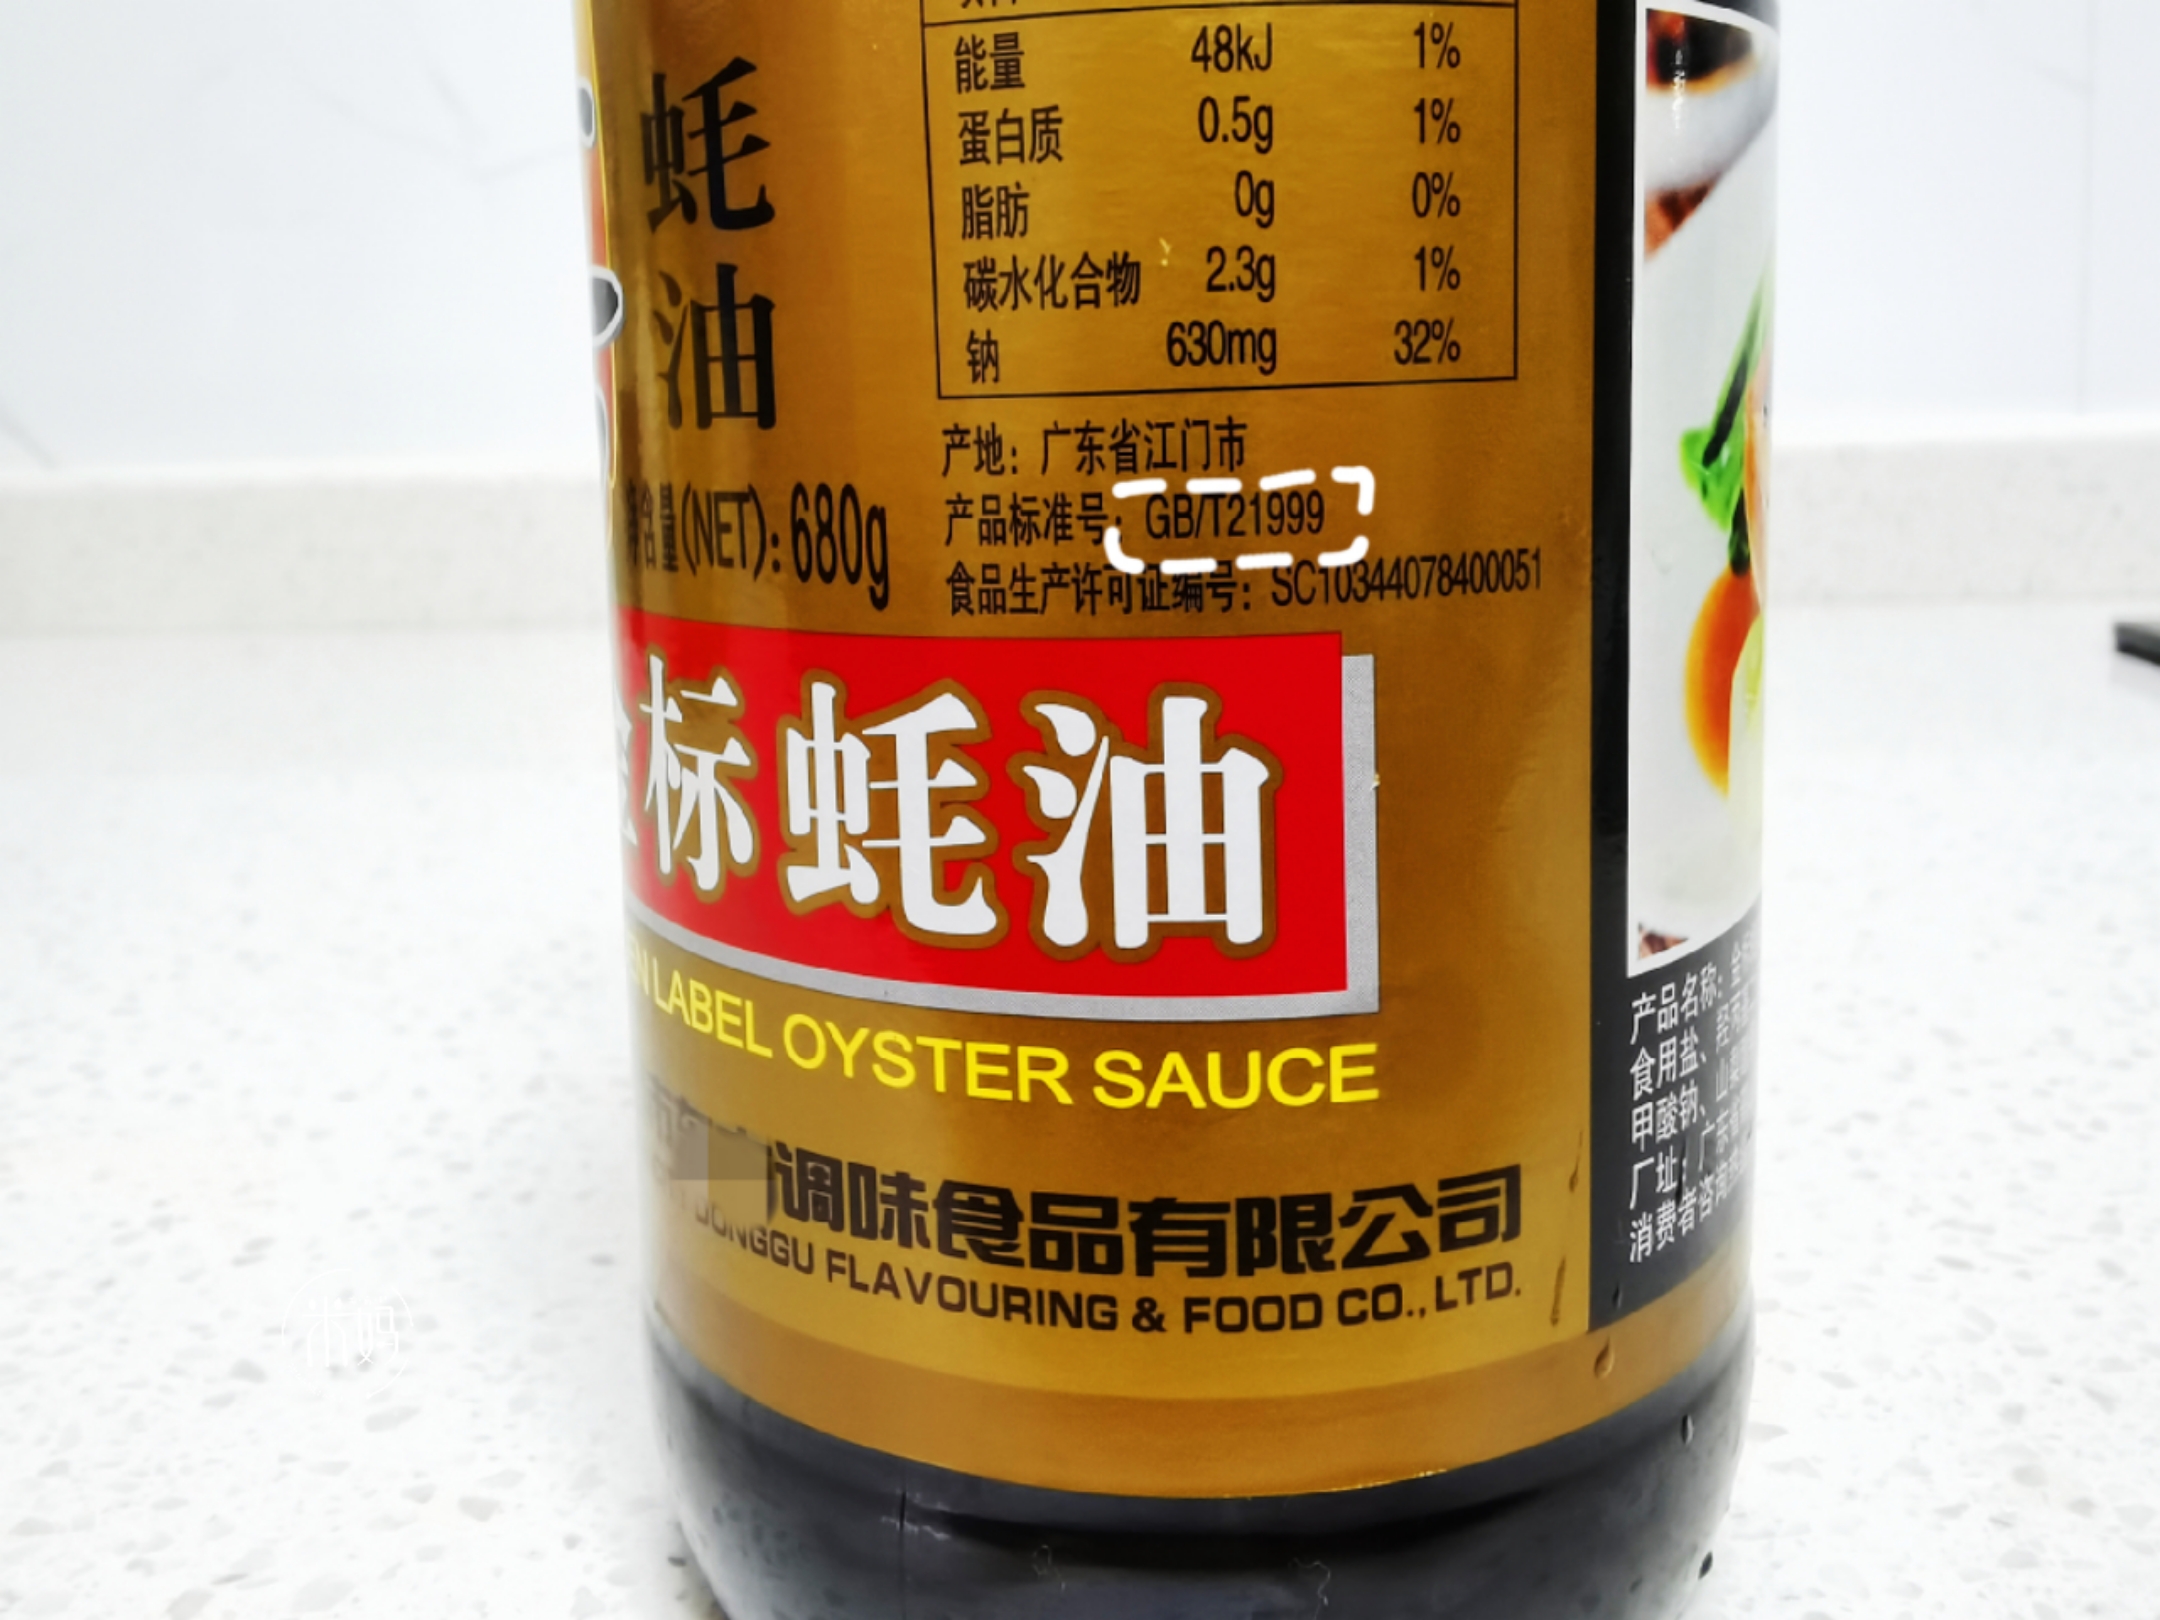 蚝油
能量 48kJ 1%
蛋白质 0.5g 1%
脂肪 0g 0%
碳水化合物 2.3g 1%
钠 630mg 32%
产地：广东省江门市
产品标准号：GB/T21999
食品生产许可证编号：SC10344078400051
含量(NET)：680g
标蚝油
LABEL OYSTER SAUCE
调味食品有限公司
DONGGU FLAVOURING & FOOD CO.,LTD.
产品名称：
食用盐、
甲酸钠、
厂址：广东
消费者咨询
米妈